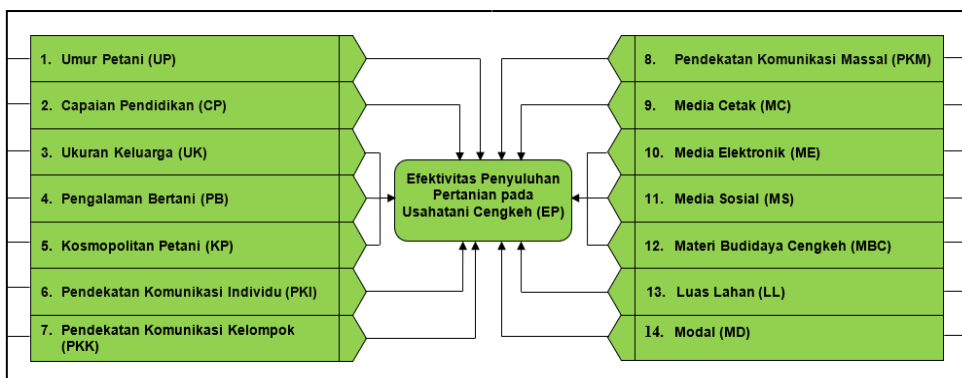 1. Umur Petani (UP)
2. Capaian Pendidikan (CP)
3. Ukuran Keluarga (UK)
4. Pengalaman Bertani (PB)
5. Kosmopolitan Petani (KP)
6. Pendekatan Komunikasi Individu (PKI)
7. Pendekatan Komunikasi Kelompok
(PKK)
Efektivitas Penyuluhan
Pertanian pada
Usahatani Cengkeh (EP)
8. Pendekatan Komunikasi Massal (PKM)
9. Media Cetak (MC)
10. Media Elektronik (ME)
11. Media Sosial (MS)
12. Materi Budidaya Cengkeh (MBC)
13. Luas Lahan (LL)
14. Modal (MD)